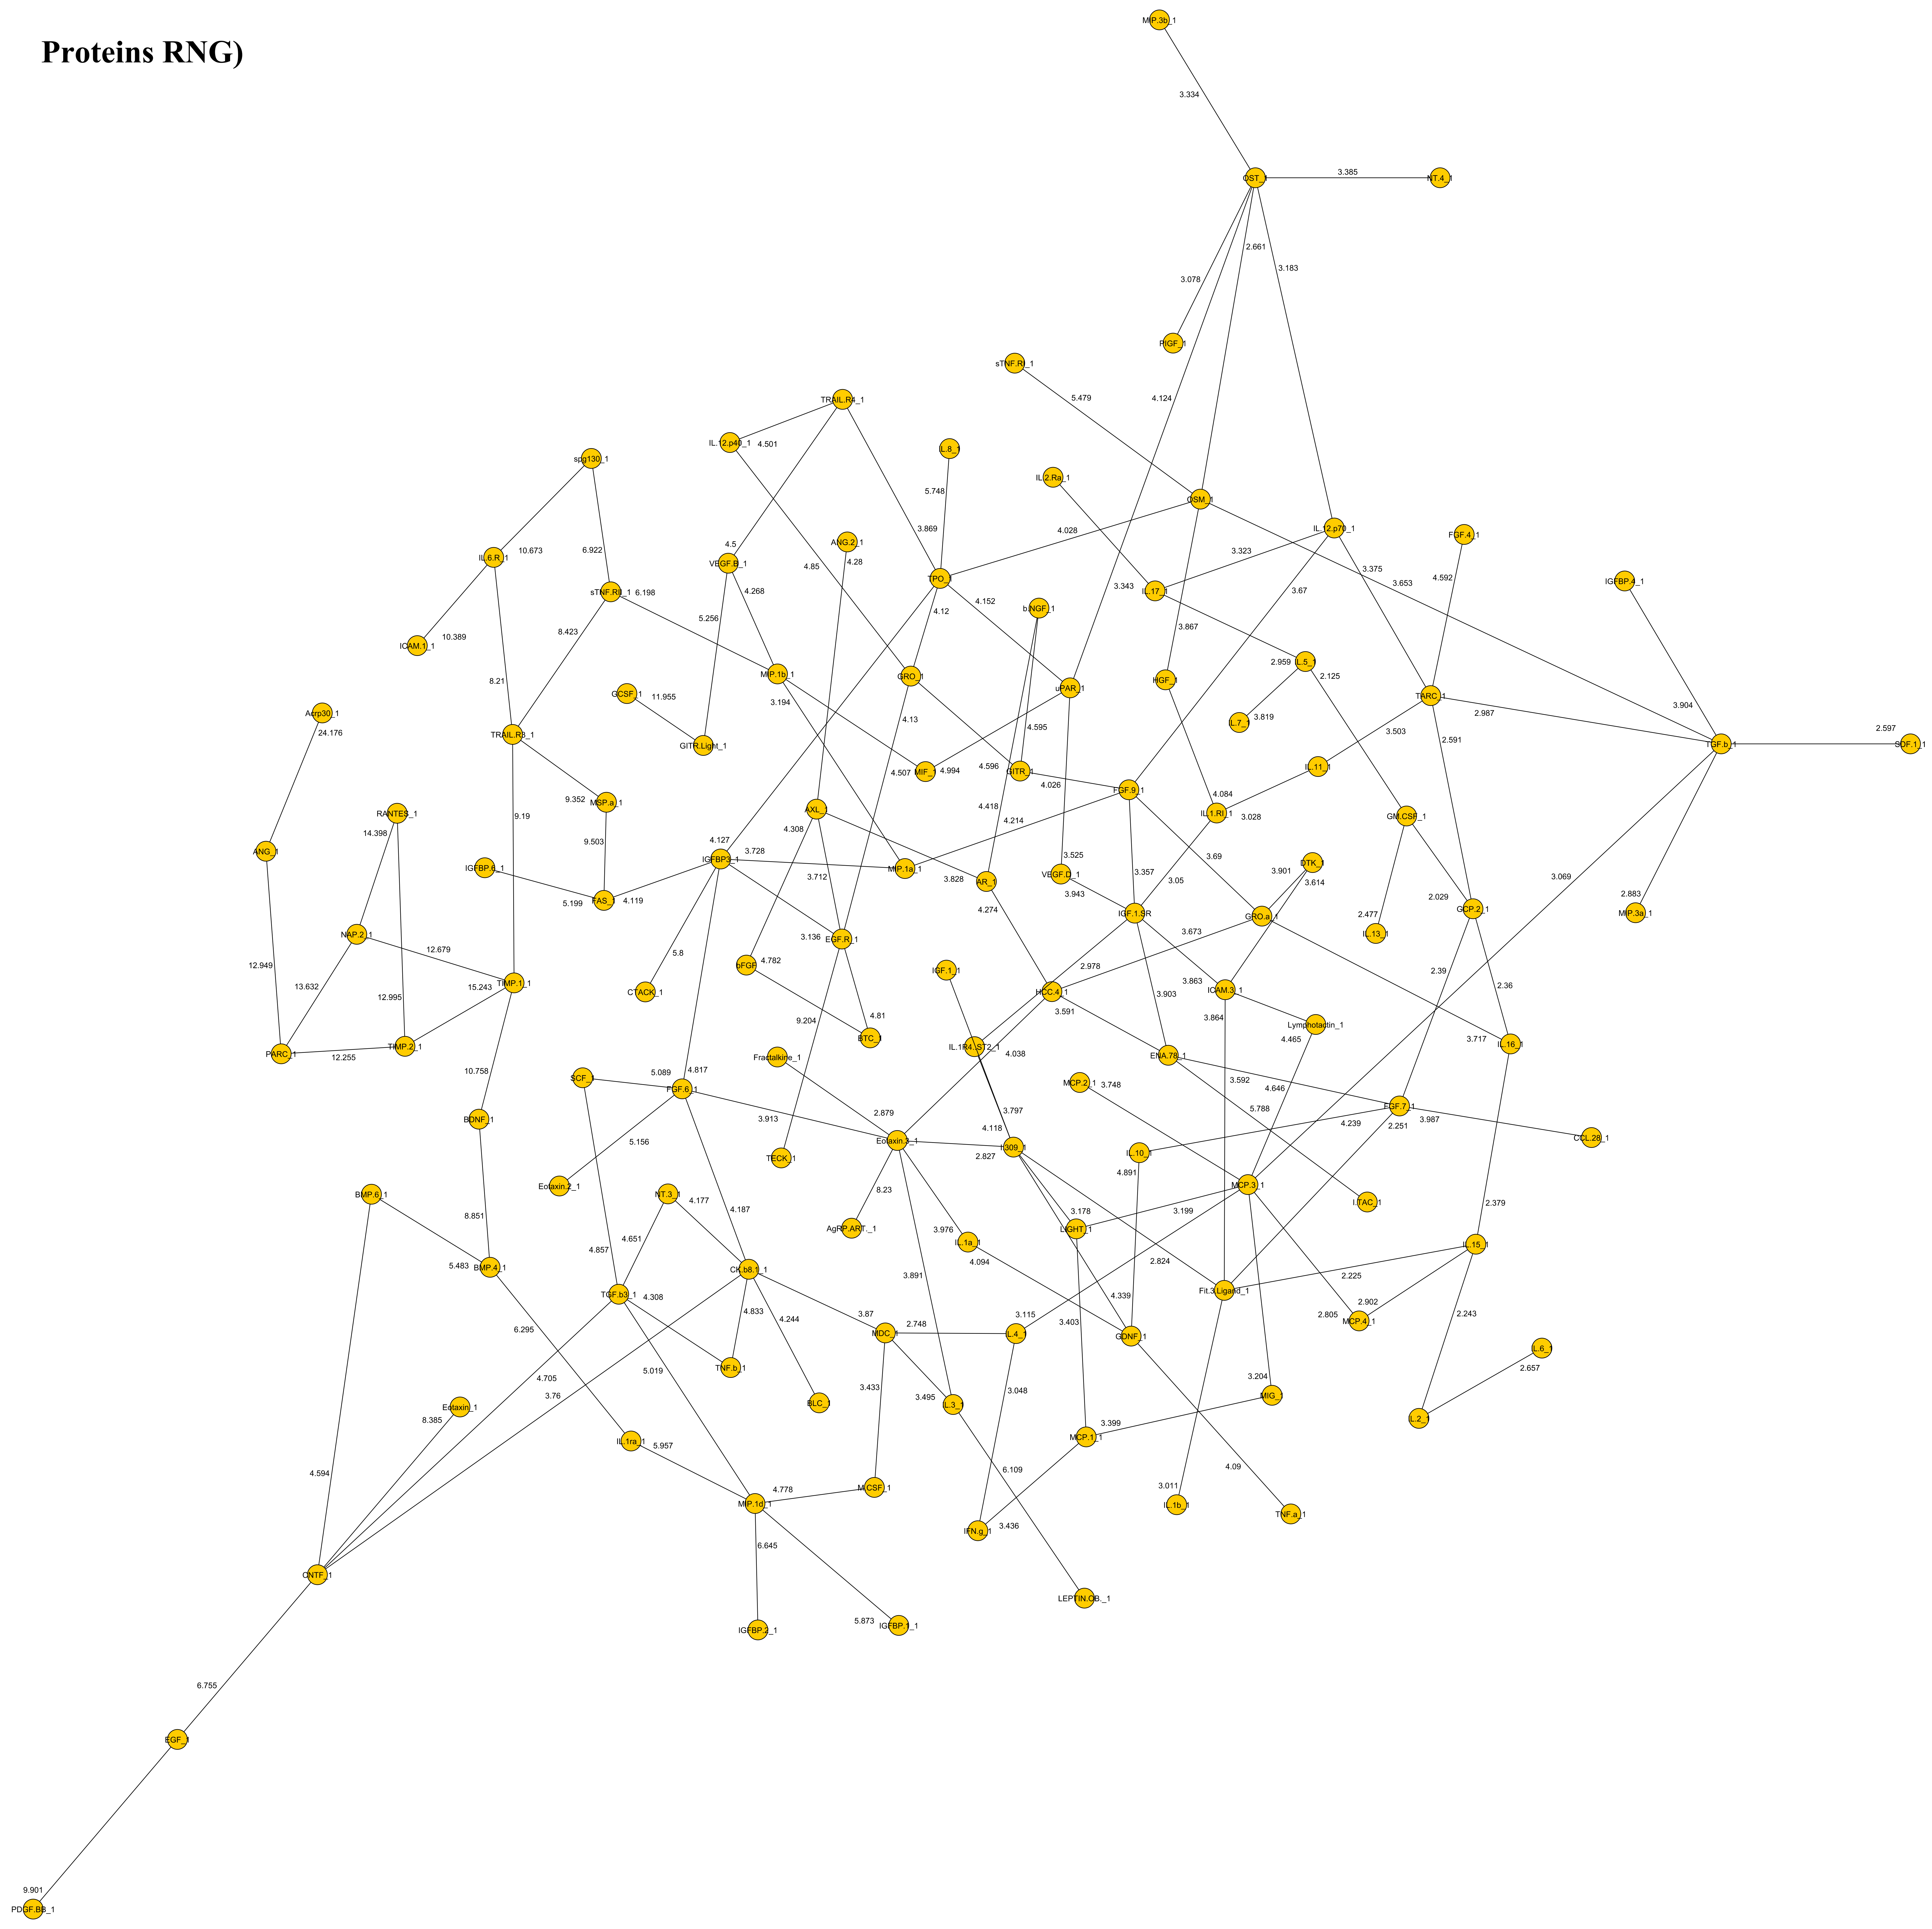 MIP.3b_1
Proteins RNG)
3.334
OST_1
3.385
NT.4_1
2.661
3.183
3.078
PIGF_1
sTNF.RI_1
5.479
4.124
TRAIL.R4_1
IL.12.p40_1
4.501
IL.8_1
spg130_1
IL.2.Ra_1
5.748
OSM_1
3.869
4.028
IL.12.p70_1
FGF.4_1
ANG.2_1
4.5
10.673
IL.6.R_1
VEGF.B_1
4.28
4.85
3.323
3.375
3.653
4.592
IGFBP.4_1
6.922
TPO_1
3.343
IL.17_1
3.67
sTNF.RII_1
6.198
4.268
4.12
4.152
bNGF_1
5.256
8.423
3.867
ICAM.1_1
10.389
2.959
IL.5_1
2.125
MIP.1b_1
GRO_1
8.21
HGF_1
uPAR_1
GCSF_1
11.955
3.194
TARC_1
3.904
Acrp30_1
24.176
4.13
IL.7_1
3.819
2.987
2.597
TRAIL.R3_1
4.595
3.503
2.591
TGF.b_1
SDF.1_1
GITR.Light_1
4.507
MIF_1
4.994
4.596
GITR_1
4.026
IL.11_1
FGF.9_1
4.084
9.352
MSP.a_1
AXL_1
4.418
IL.1.RI_1
3.028
GM.CSF_1
RANTES_1
9.19
4.214
14.398
4.308
9.503
4.127
ANG_1
IGFBP3_1
3.728
3.525
3.69
3.901
DTK_1
IGFBP.6_1
MIP.1a_1
3.712
3.828
VEGF.D_1
3.357
3.05
3.614
3.069
AR_1
3.943
5.199
FAS_1
4.119
2.029
2.883
4.274
IGF.1.SR
GRO.a_1
GCP.2_1
MIP.3a_1
2.477
IL.13_1
NAP.2_1
3.136
EGF.R_1
3.673
12.679
5.8
12.949
bFGF
4.782
IGF.1_1
2.978
2.39
TIMP.1_1
3.863
13.632
15.243
CTACK_1
HCC.4_1
ICAM.3_1
2.36
12.995
3.903
3.591
3.864
9.204
4.81
Lymphotactin_1
3.717
BTC_1
4.465
PARC_1
12.255
TIMP.2_1
IL.1R4.ST2_1
4.038
IL.16_1
Fractalkine_1
ENA.78_1
10.758
5.089
4.817
SCF_1
MCP.2_1
3.748
3.592
FGF.6_1
4.646
BDNF_1
2.879
3.797
5.788
FGF.7_1
3.913
4.118
4.239
2.251
3.987
5.156
Eotaxin.3_1
I.309_1
2.827
CCL.28_1
TECK_1
IL.10_1
4.891
Eotaxin.2_1
8.23
MCP.3_1
BMP.6_1
NT.3_1
4.177
I.TAC_1
4.187
2.379
8.851
AgRP.ART._1
3.976
3.178
LIGHT_1
3.199
4.651
IL.1a_1
4.857
IL.15_1
5.483
BMP.4_1
CK.b8.1_1
4.094
2.824
3.891
2.225
TGF.b3_1
4.308
4.339
Fit.3.Ligand_1
4.833
3.87
4.244
3.115
2.902
2.805
2.243
3.403
MCP.4_1
6.295
MDC_1
2.748
IL.4_1
GDNF_1
IL.6_1
5.019
TNF.b_1
2.657
4.705
3.433
3.204
3.76
3.495
3.048
MIG_1
BLC_1
IL.3_1
Eotaxin_1
8.385
IL.2_1
3.399
IL.1ra_1
5.957
MCP.1_1
4.594
6.109
4.09
4.778
M.CSF_1
3.011
MIP.1d_1
IL.1b_1
TNF.a_1
3.436
IFN.g_1
6.645
CNTF_1
LEPTIN.OB._1
5.873
IGFBP.1_1
IGFBP.2_1
6.755
EGF_1
9.901
PDGF.BB_1